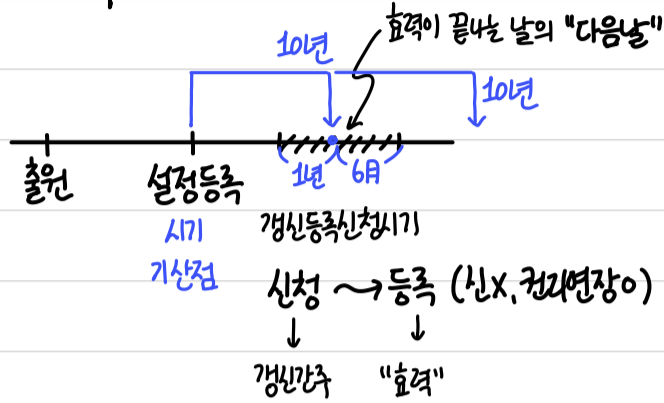 효력이 끝나는 날의 "다음날"
10년
10년
1년
6月
출원
설정등록
시기
기산점
갱신등록신청시기
신청 ~> 등록 (신X, 권리연장O)
↓ ↓
갱신간주 "효력"